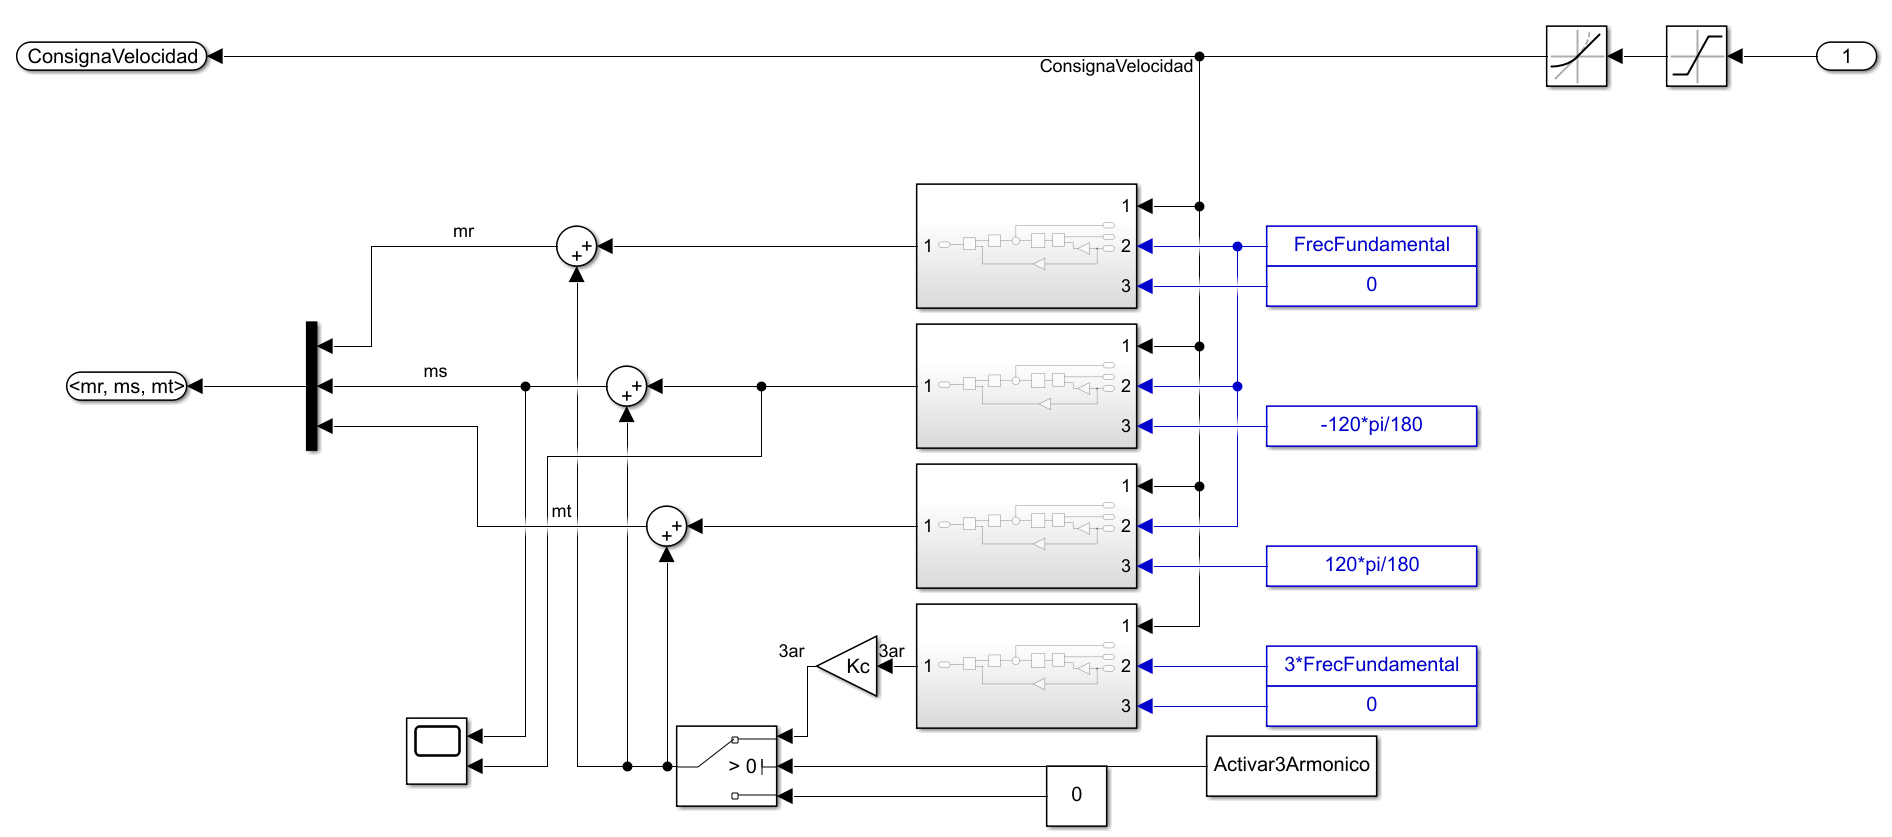 ConsignaVelocidad
ConsignaVelocidad
1
mr
+
+
1
1
2
3
FrecFundamental
0
<mr, ms, mt>
ms
+
+
1
1
2
3
-120*pi/180
mt
+
+
1
1
2
3
120*pi/180
3ar
Kc
3ar
1
1
2
3
3*FrecFundamental
0
> 0
Activar3Armonico
0